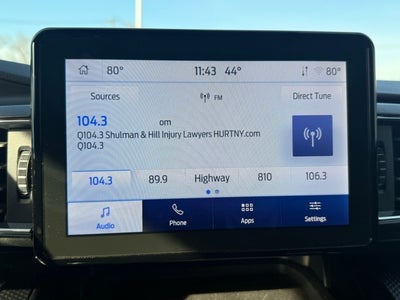 80° 11:43 44° 80°
Sources FM Direct Tune
104.3 om
Q104.3 Shulman & Hill Injury Lawyers HURTNY.com
Q104.3
104.3 89.9 Highway 810 106.3
Audio Phone Apps Settings